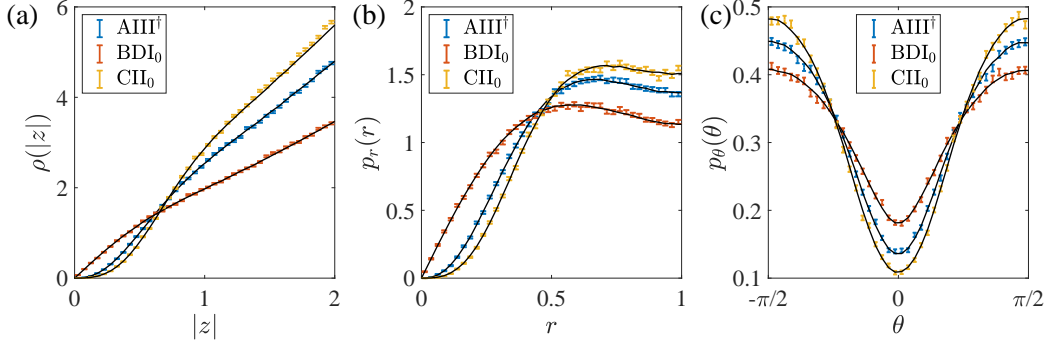 (a)
AIII†
BDI₀
CII₀
ρ(|z|)
6
4
2
0
0
1
2
|z|
(b)
AIII†
BDI₀
CII₀
p_r(r)
2
1.5
1
0.5
0
0
0.5
1
r
(c)
AIII†
BDI₀
CII₀
p_θ(θ)
0.5
0.4
0.3
0.2
0.1
-π/2
0
π/2
θ